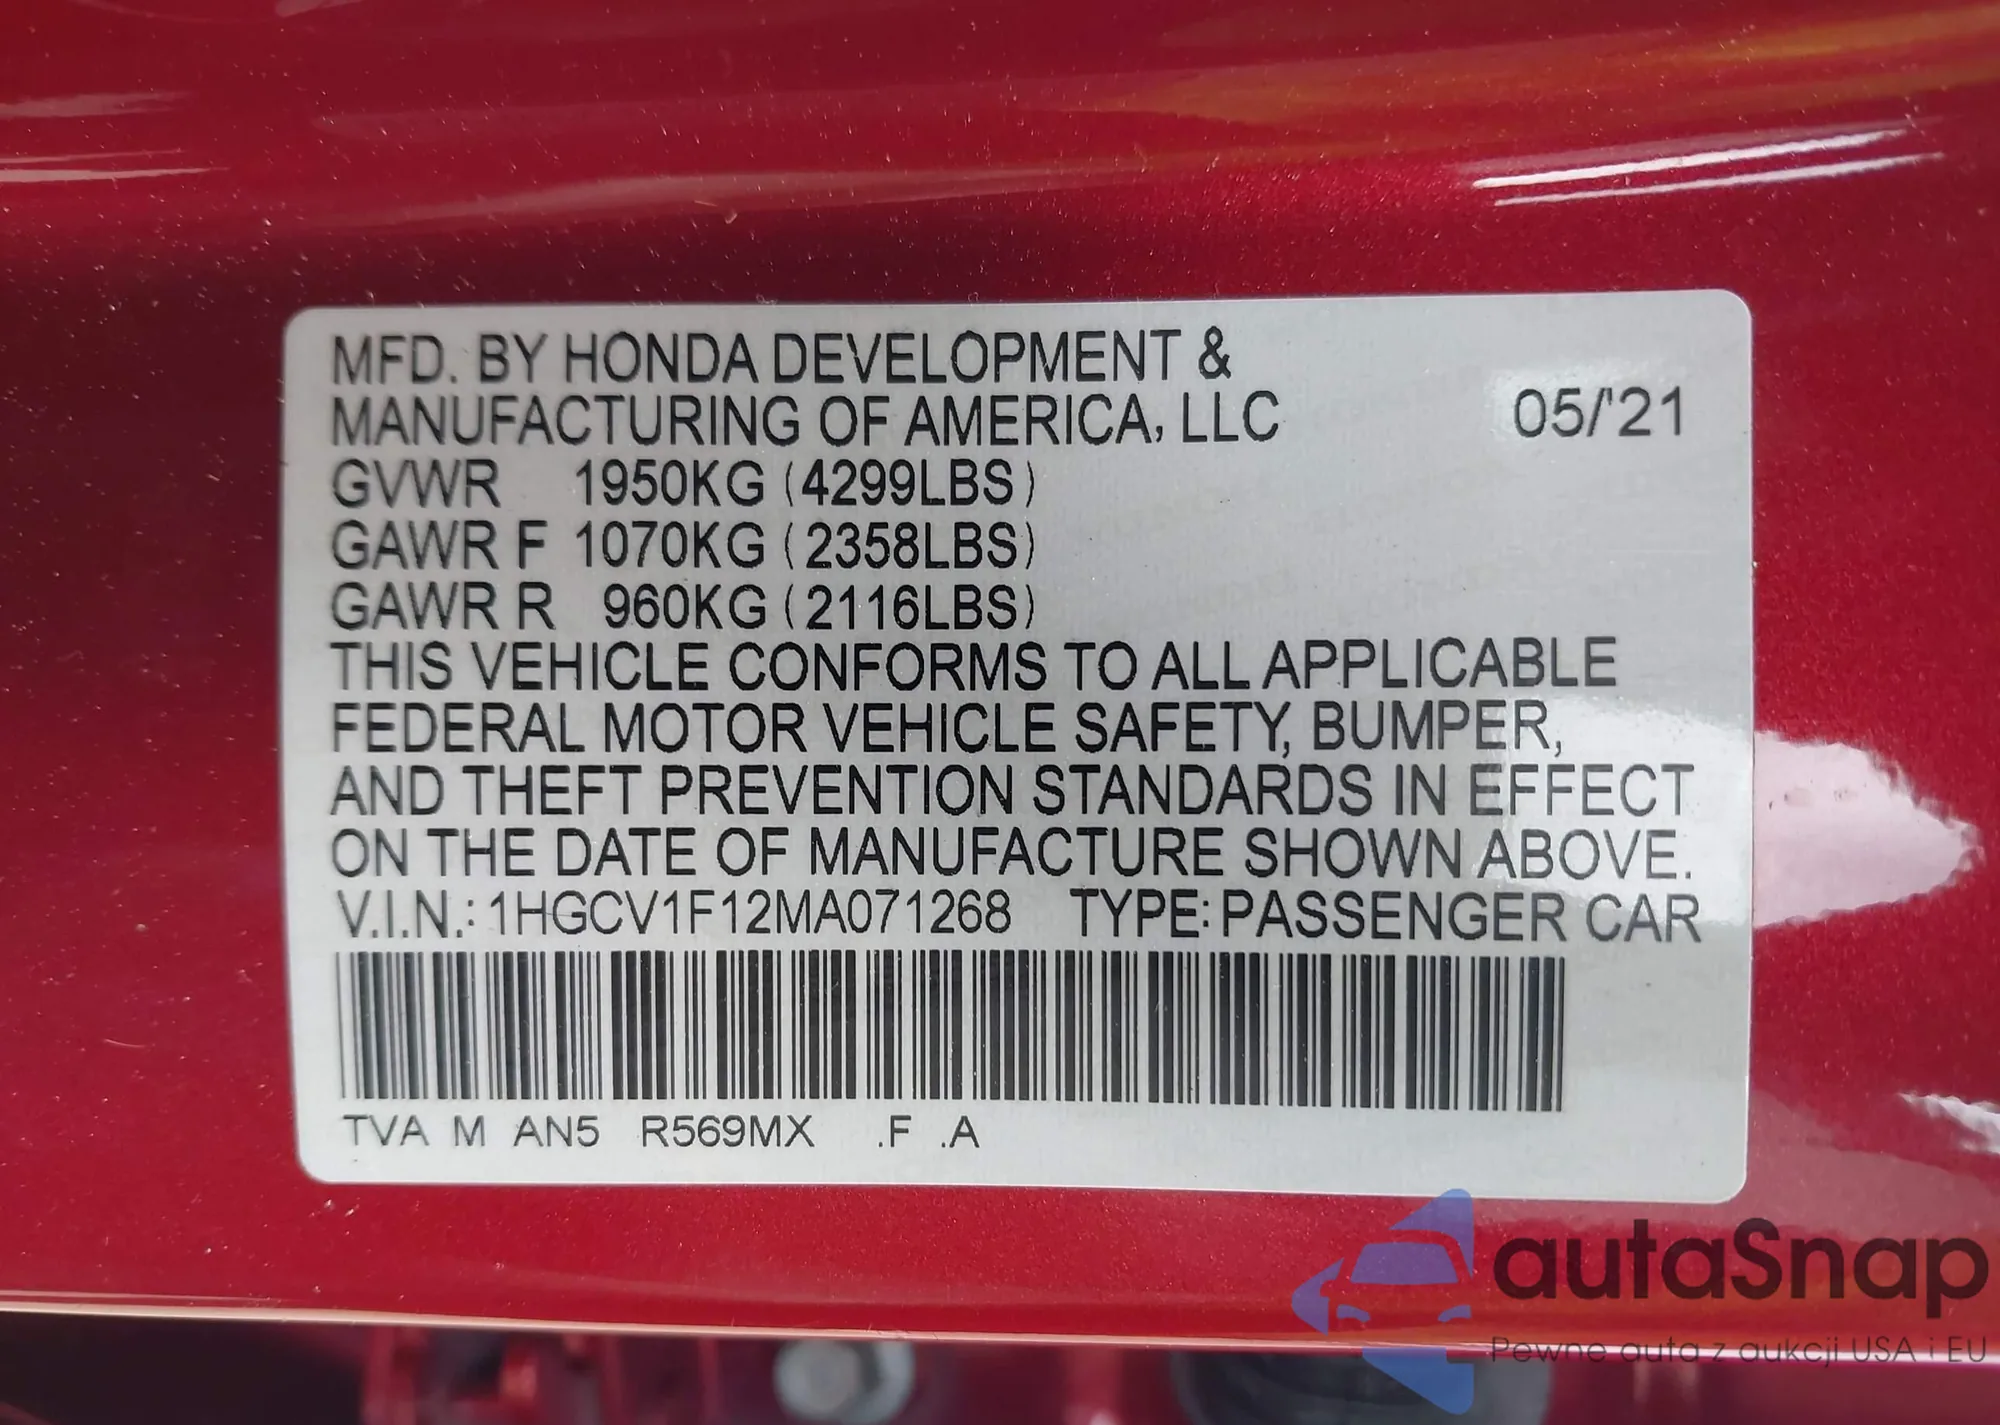 MFD. BY HONDA DEVELOPMENT &
MANUFACTURING OF AMERICA, LLC 05/'21
GVWR 1950KG (4299LBS)
GAWR F 1070KG (2358LBS)
GAWR R 960KG (2116LBS)
THIS VEHICLE CONFORMS TO ALL APPLICABLE
FEDERAL MOTOR VEHICLE SAFETY, BUMPER,
AND THEFT PREVENTION STANDARDS IN EFFECT
ON THE DATE OF MANUFACTURE SHOWN ABOVE.
V.I.N.: 1HGCV1F12MA071268 TYPE: PASSENGER CAR
TVA M AN5 R569MX .F .A
autaSnap
Pewne auta z aukcji USA i EU